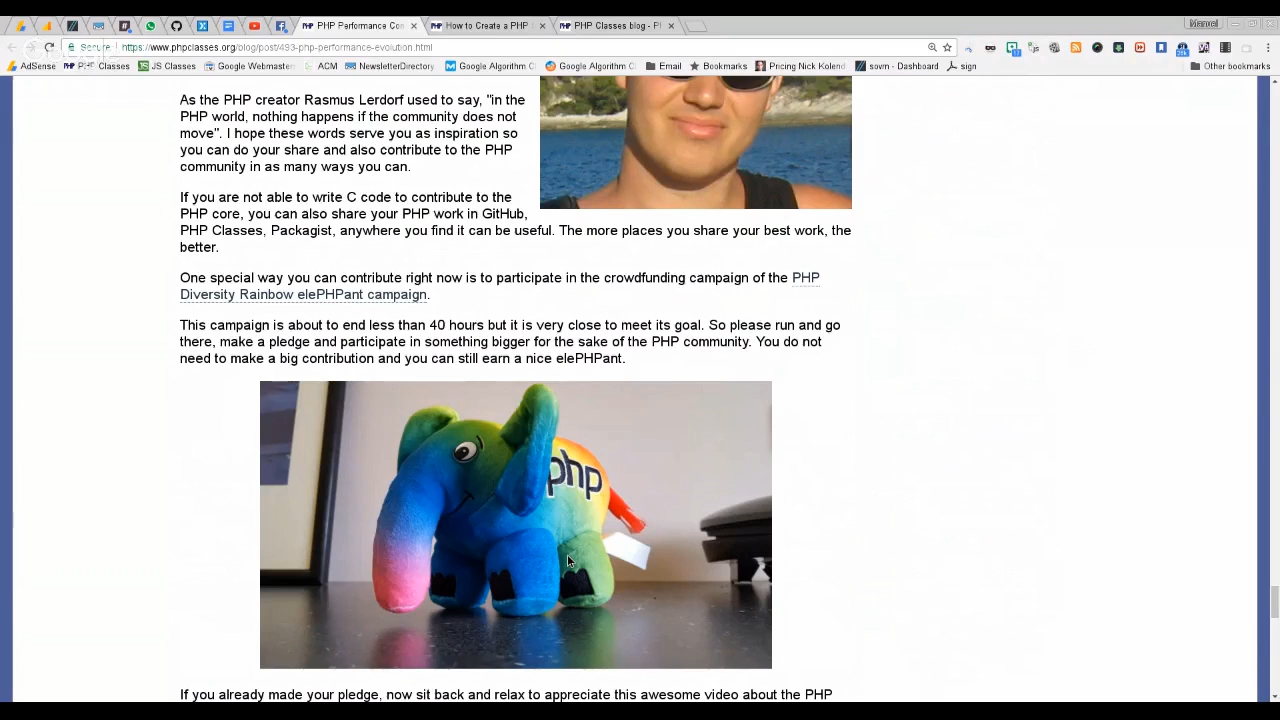 PHP Performance Con
How to Create a PHP
PHP Classes blog - P
Manuel
Secure https://www.phpclasses.org/blog/post/493-php-performance-evolution.html
AdSense PHP Classes JS Classes Google Webmaster ACM NewsletterDirectory Google Algorithm C Google Algorithm C Email Bookmarks Pricing Nick Kolend sovrn - Dashboard sign Other bookmarks
As the PHP creator Rasmus Lerdorf used to say, "in the
PHP world, nothing happens if the community does not
move". I hope these words serve you as inspiration so
you can do your share and also contribute to the PHP
community in as many ways you can.
If you are not able to write C code to contribute to the
PHP core, you can also share your PHP work in GitHub,
PHP Classes, Packagist, anywhere you find it can be useful. The more places you share your best work, the
better.
One special way you can contribute right now is to participate in the crowdfunding campaign of the PHP
Diversity Rainbow elePHPant campaign.
This campaign is about to end less than 40 hours but it is very close to meet its goal. So please run and go
there, make a pledge and participate in something bigger for the sake of the PHP community. You do not
need to make a big contribution and you can still earn a nice elePHPant.
php
If you already made your pledge, now sit back and relax to appreciate this awesome video about the PHP